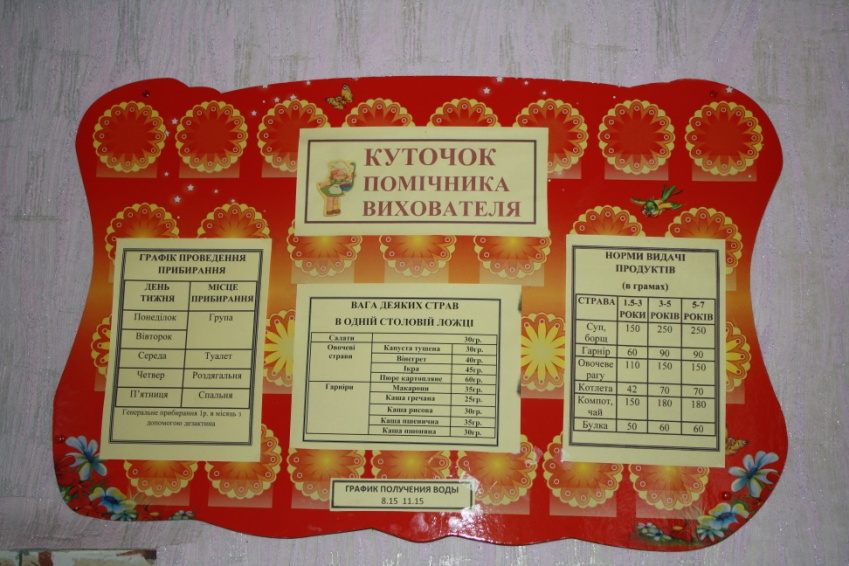 КУТОЧОК
ПОМІЧНИКА
ВИХОВАТЕЛЯ
ГРАФІК ПРОВЕДЕННЯ
ПРИБИРАННЯ
ДЕНЬ ТИЖНЯ МІСЦЕ ПРИБИРАННЯ
Понеділок Група
Вівторок
Середа Туалет
Четвер Роздягальня
П'ятниця Спальня
Генеральне прибирання 1р. в місяць з
допомогою дезактики
ВАГА ДЕЯКИХ СТРАВ
В ОДНІЙ СТОЛОВІЙ ЛОЖЦІ
Салати 30гр.
Овочеві страви Капуста тушена 30гр.
Вінегрет 40гр.
Ікра 45гр.
Пюре картопляне 60гр.
Гарніри Макарони 35гр.
Каша гречана 25гр.
Каша рисова 30гр.
Каша пшенична 35гр.
Каша пшоняна 30гр.
НОРМИ ВИДАЧІ
ПРОДУКТІВ
(в грамах)
СТРАВА 1.5-3 РОКИ 3-5 РОКІВ 5-7 РОКІВ
Суп, борщ 150 250 250
Гарнір 60 90 90
Овочеве рагу 110 150 150
Котлета 42 70 70
Компот, чай 150 180 180
Булка 50 60 60
ГРАФИК ПОЛУЧЕНИЯ ВОДЫ
8.15 11.15